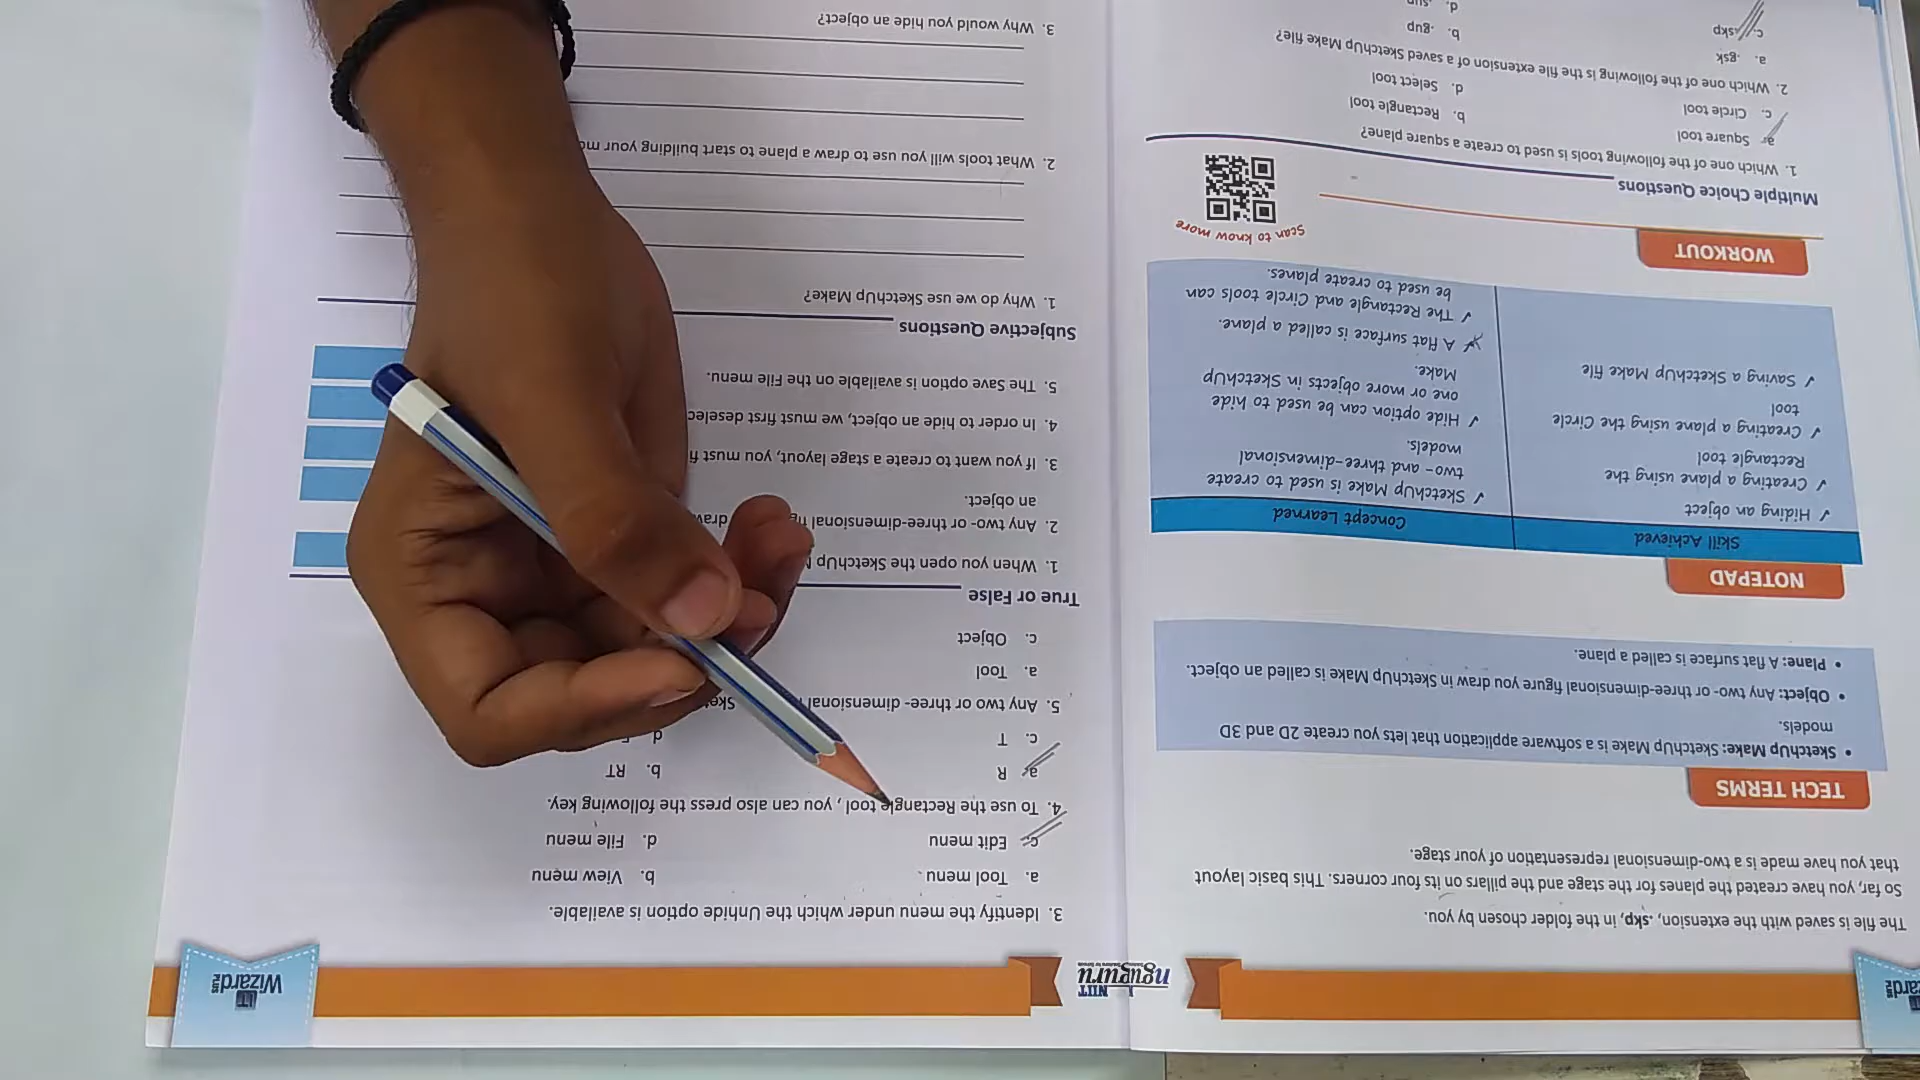 The file is saved with the extension, .skp, in the folder chosen by you.
So far, you have created the planes for the stage and the pillars on its four corners. This basic layout
that you have made is a two-dimensional representation of your stage.
TECH TERMS
• SketchUp Make: SketchUp Make is a software application that lets you create 2D and 3D
models.
• Object: Any two- or three-dimensional figure you draw in SketchUp Make is called an object.
• Plane: A flat surface is called a plane.
NOTEPAD
Skill Achieved
✓ Hiding an object
✓ Creating a plane using the
Rectangle tool
✓ Creating a plane using the Circle
tool
✓ Saving a SketchUp Make file
Concept Learned
✓ SketchUp Make is used to create
two- and three-dimensional
models.
✓ Hide option can be used to hide
one or more objects in SketchUp
Make.
✓ A flat surface is called a plane.
✓ The Rectangle and Circle tools can
be used to create planes.
WORKOUT
Scan to know more
Multiple Choice Questions
1. Which one of the following tools is used to create a square plane?
a. Square tool b. Rectangle tool
c. Circle tool d. Select tool
2. Which one of the following is the file extension of a saved SketchUp Make file?
a. .gsk b. .gup
c. .skp d. .sup
NIIT
nguru
IT
Wizard
PLUS
3. Identify the menu under which the Unhide option is available.
a. Tool menu b. View menu
c. Edit menu d. File menu
4. To use the Rectangle tool, you can also press the following key.
a. R b. RT
c. T d.
5. Any two or three- dimensional
a. Tool
c. Object
True or False
1. When you open the SketchUp
2. Any two- or three-dimensional
an object.
3. If you want to create a stage layout, you must
4. In order to hide an object, we must first
5. The Save option is available on the File menu.
Subjective Questions
1. Why do we use SketchUp Make?
2. What tools will you use to draw a plane to start building your
3. Why would you hide an object?